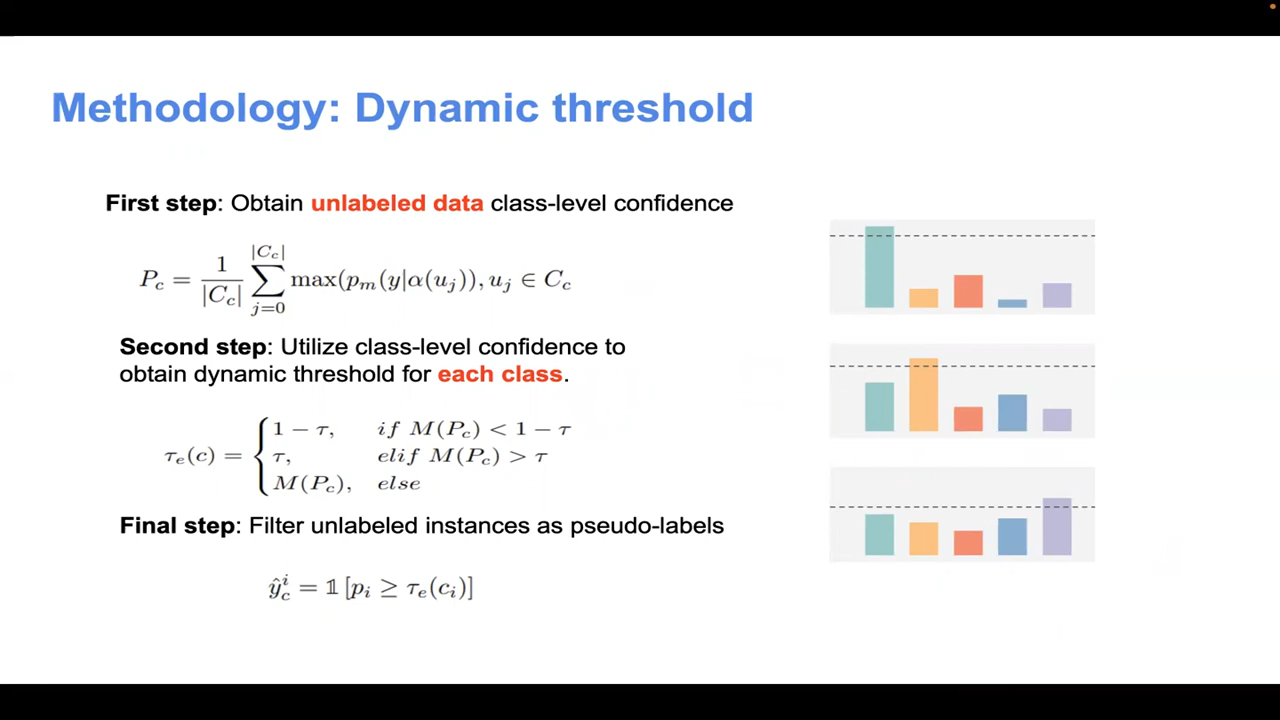 Methodology: Dynamic threshold
First step: Obtain unlabeled data class-level confidence
P_c = \frac{1}{|C_c|} \sum_{j=0}^{|C_c|} max(p_m(y|α(u_j)), u_j ∈ C_c
Second step: Utilize class-level confidence to
obtain dynamic threshold for each class.
τ_e(c) = { 1 − τ, if M(P_c) < 1 − τ
τ, elif M(P_c) > τ
M(P_c), else
Final step: Filter unlabeled instances as pseudo-labels
ŷ_c^i = 𝟙 [p_i ≥ τ_e(c_i)]